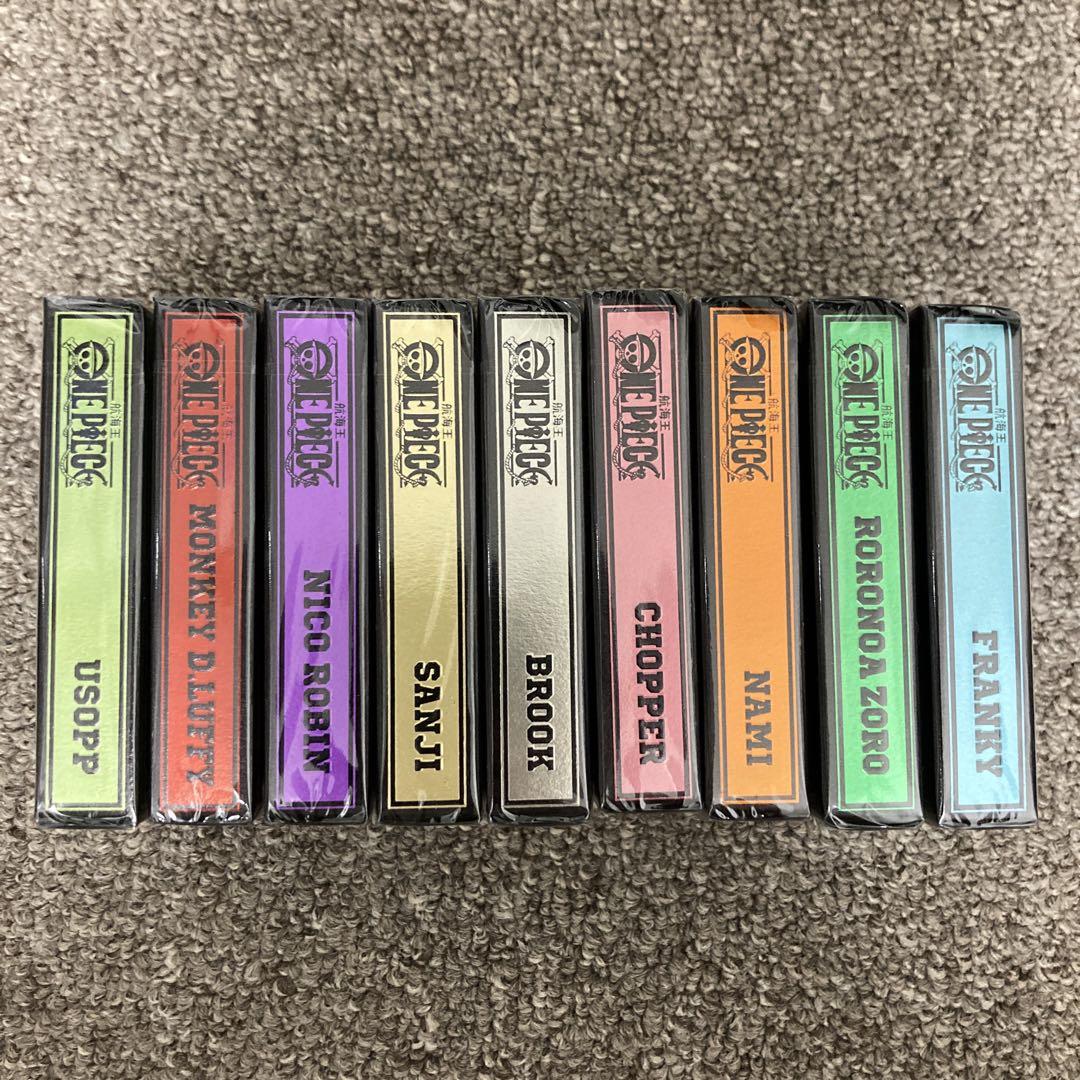 ONE PIECE
航海王
USOPP
ONE PIECE
航海王
MONKEY D.LUFFY
ONE PIECE
航海王
NICO ROBIN
ONE PIECE
航海王
SANJI
ONE PIECE
航海王
BROOK
ONE PIECE
航海王
CHOPPER
ONE PIECE
航海王
NAMI
ONE PIECE
航海王
RORONOA ZORO
ONE PIECE
航海王
FRANKY